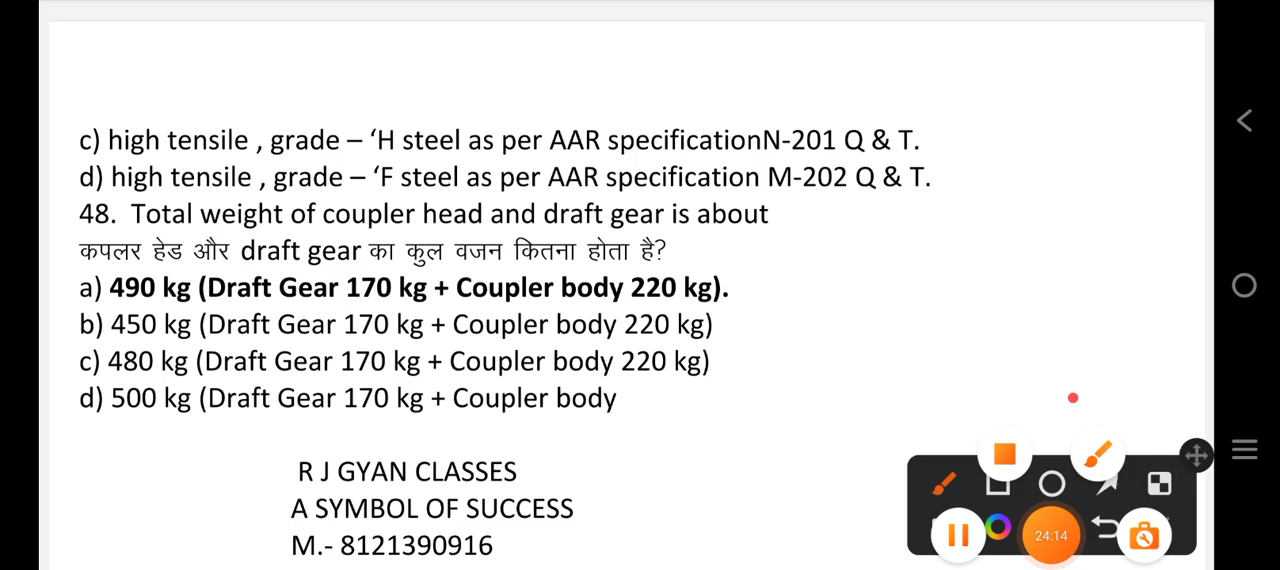 c) high tensile , grade – ‘H steel as per AAR specificationN-201 Q & T.
d) high tensile , grade – ‘F steel as per AAR specification M-202 Q & T.
48.  Total weight of coupler head and draft gear is about
कपलर हेड और draft gear का कुल वजन कितना होता है?
a) 490 kg (Draft Gear 170 kg + Coupler body 220 kg).
b) 450 kg (Draft Gear 170 kg + Coupler body 220 kg)
c) 480 kg (Draft Gear 170 kg + Coupler body 220 kg)
d) 500 kg (Draft Gear 170 kg + Coupler body
R J GYAN CLASSES
A SYMBOL OF SUCCESS
M.- 8121390916
24:14